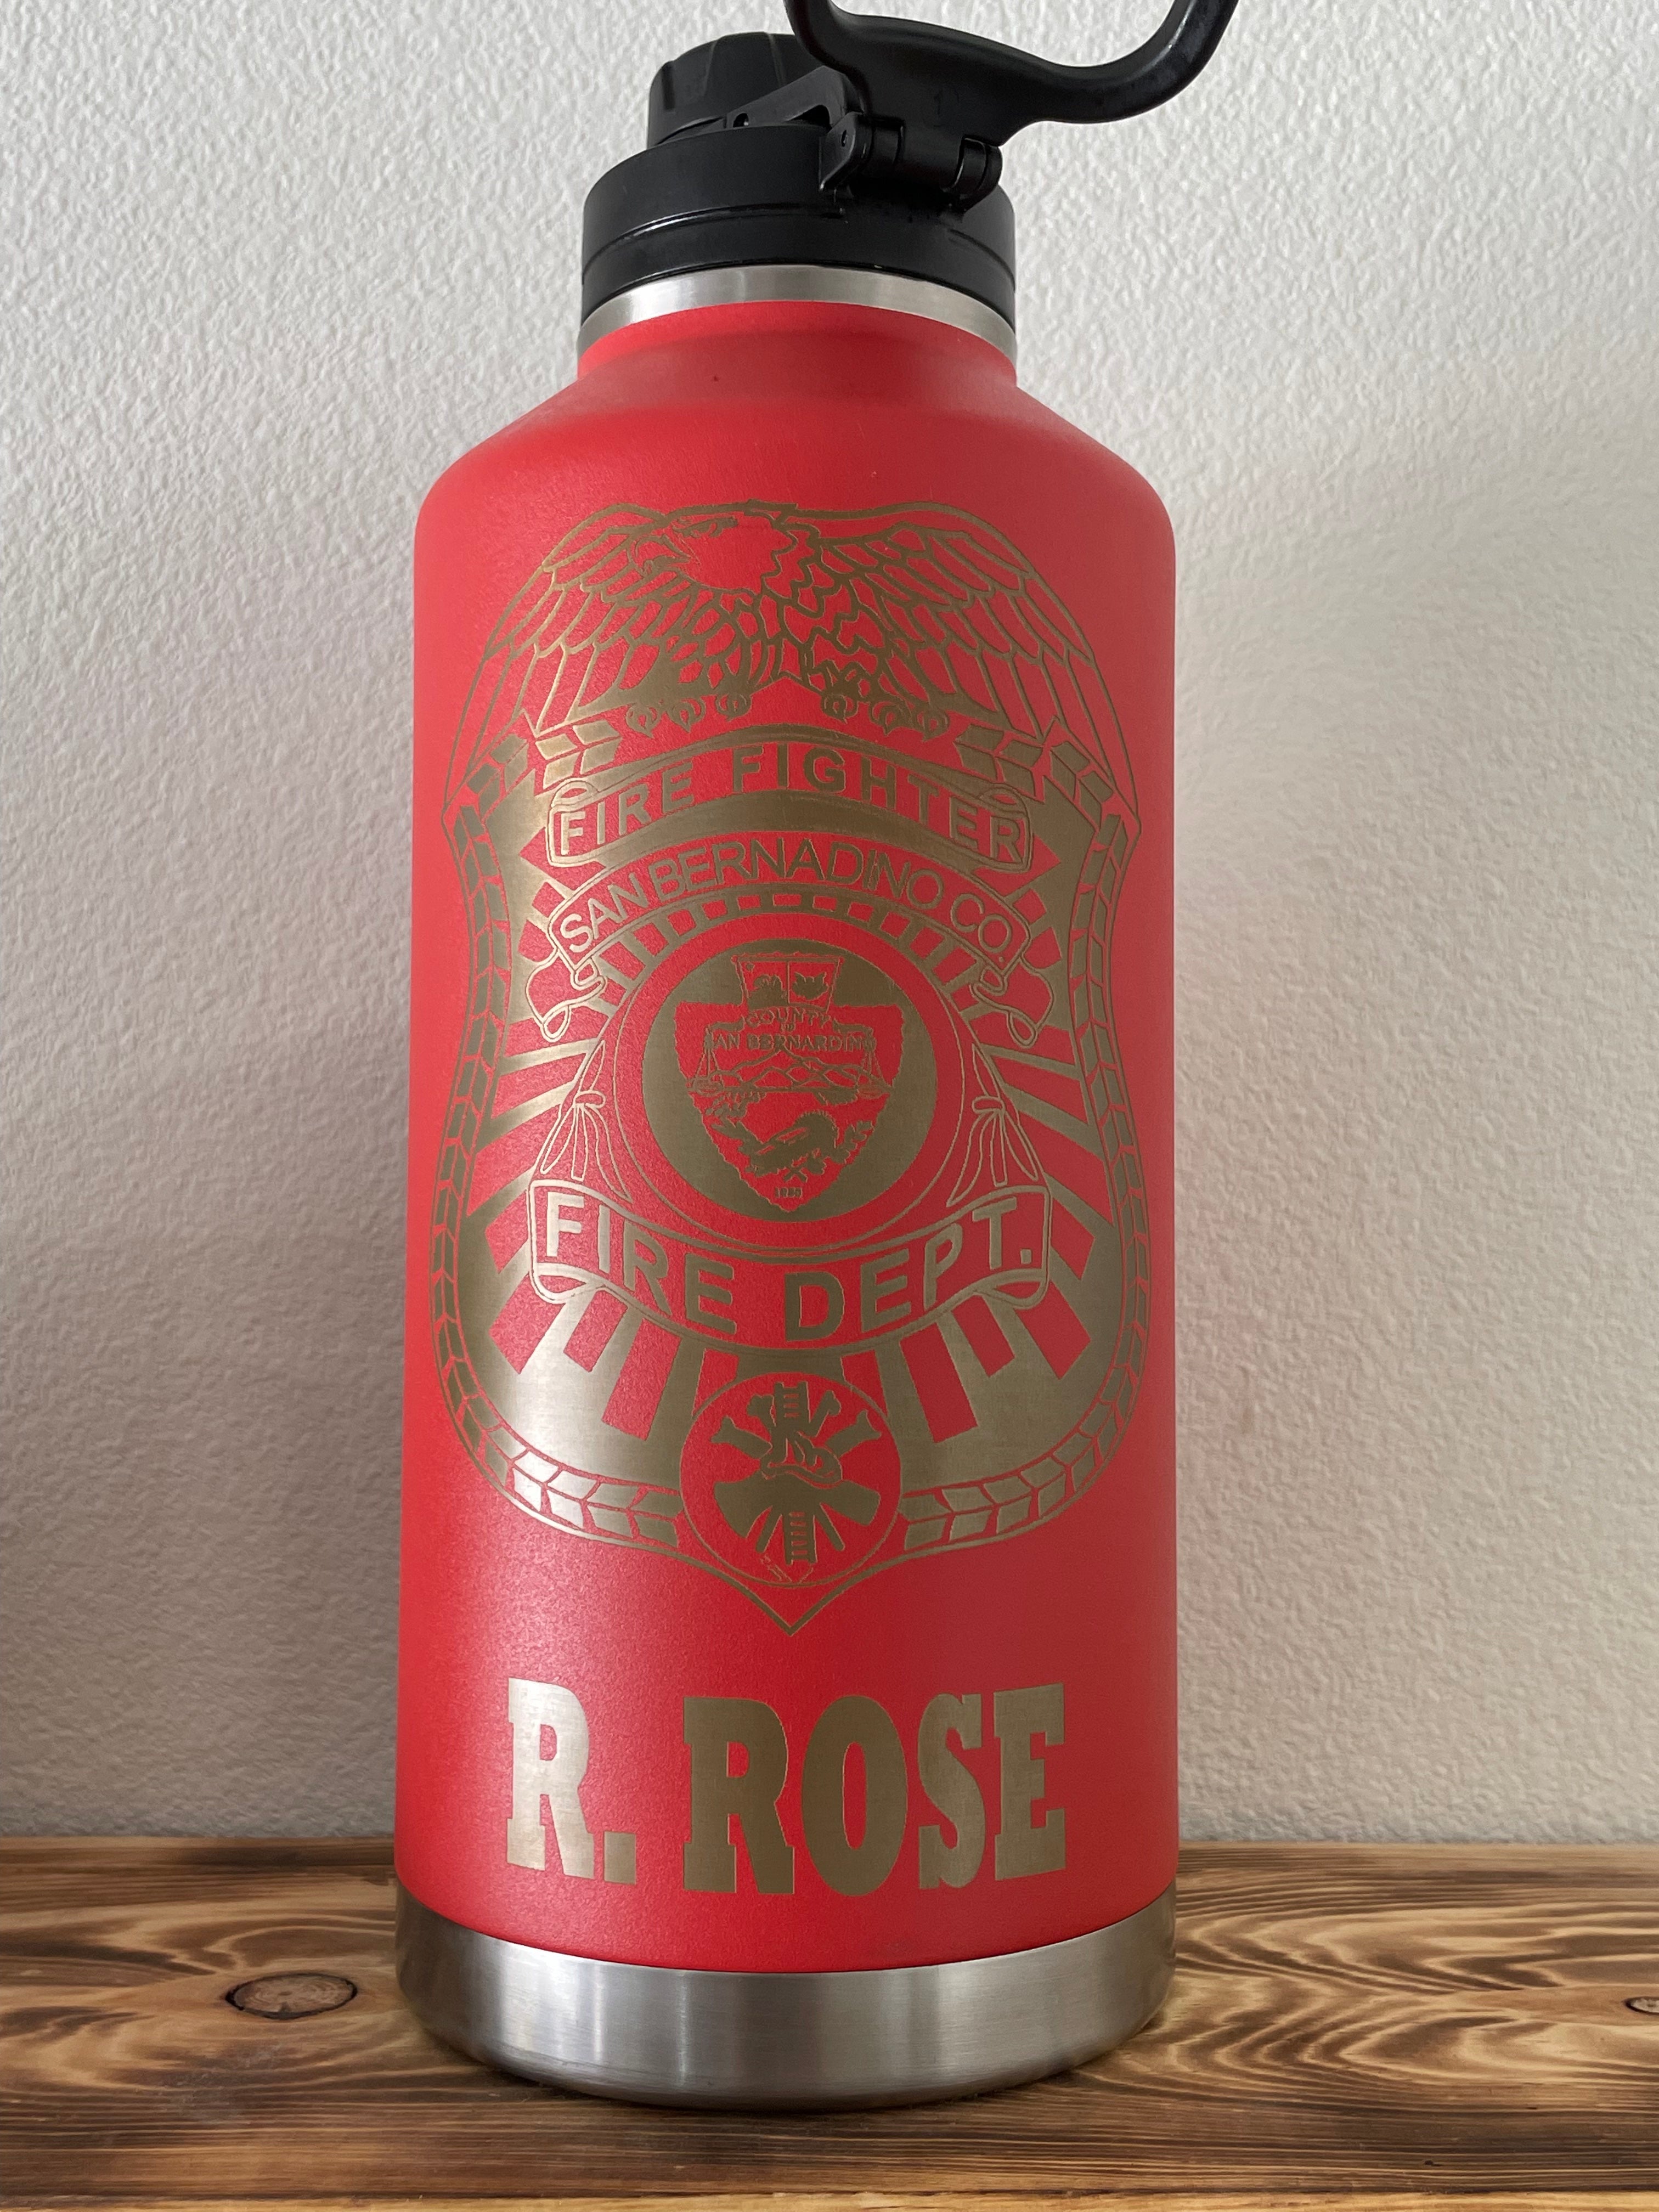 FIRE FIGHTER
SAN BERNADINO CO.
COUNTY
SAN BERNARDINO
FIRE DEPT.
R. ROSE